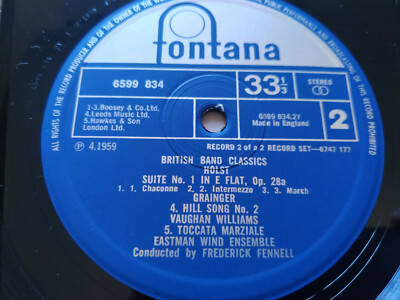 ALL RIGHTS OF THE RECORD PRODUCER AND OF THE OWNER OF THE WORK
PUBLIC PERFORMANCE AND BROADCASTING OF THIS RECORD PROHIBITED
fontana
6599 834
33 1/3
STEREO
1-3.Boosey & Co.Ltd.
4.Leeds Music Ltd.
5.Hawkes & Son
London Ltd.
6599 834.2Y
Made in England
2
RECORD 2 of a 2 RECORD SET—6747 177
Ⓟ 4.1959
BRITISH BAND CLASSICS
HOLST
SUITE No. 1 IN E FLAT, Op. 28a
1. 1. Chaconne 2. 2. Intermezzo 3. 3. March
GRAINGER
4. HILL SONG No. 2
VAUGHAN WILLIAMS
5. TOCCATA MARZIALE
EASTMAN WIND ENSEMBLE
Conducted by FREDERICK FENNELL